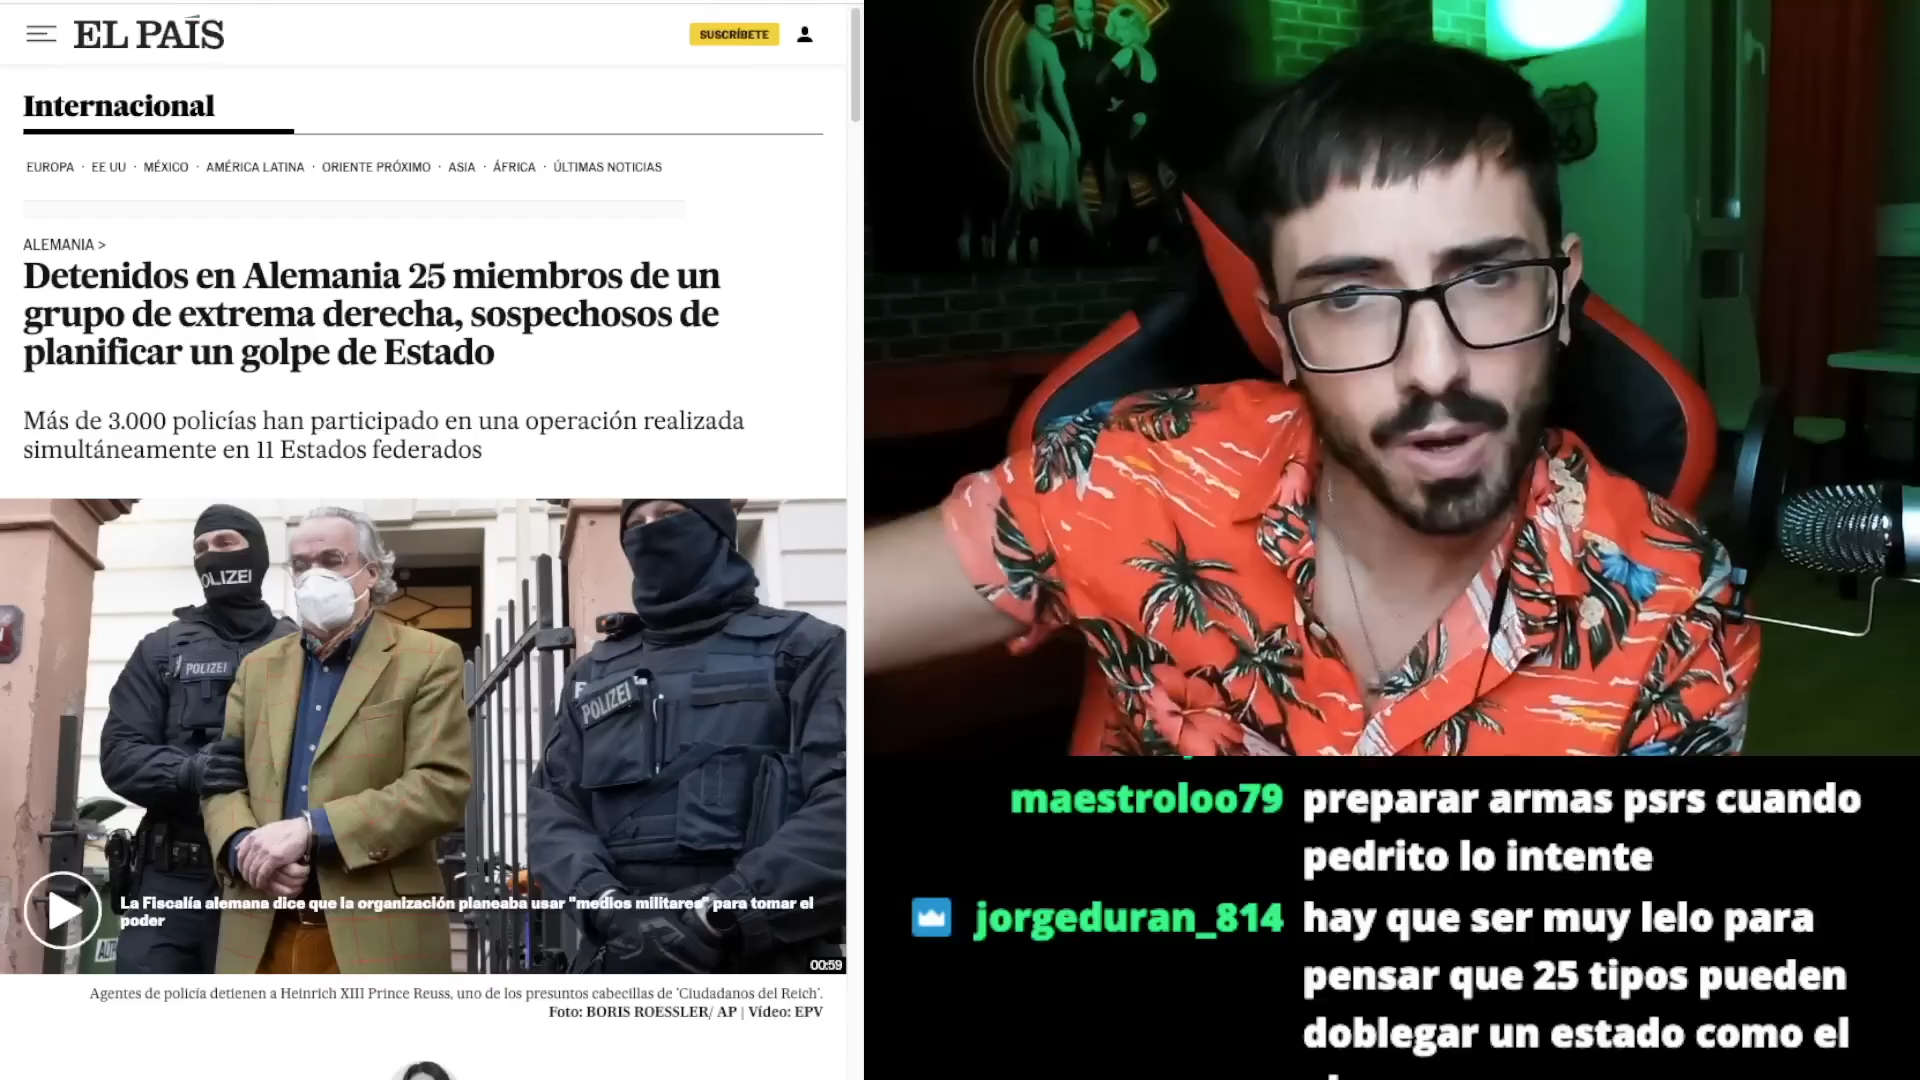 EL PAÍS
SUSCRÍBETE
Internacional
EUROPA · EE UU · MÉXICO · AMÉRICA LATINA · ORIENTE PRÓXIMO · ASIA · ÁFRICA · ÚLTIMAS NOTICIAS
ALEMANIA >
Detenidos en Alemania 25 miembros de un
grupo de extrema derecha, sospechosos de
planificar un golpe de Estado
Más de 3.000 policías han participado en una operación realizada
simultáneamente en 11 Estados federados
OLIZEI
POLIZEI
POLIZEI
La Fiscalía alemana dice que la organización planeaba usar "medios militares" para tomar el
poder
00:59
Agentes de policía detienen a Heinrich XIII Prince Reuss, uno de los presuntos cabecillas de 'Ciudadanos del Reich'.
Foto: BORIS ROESSLER/ AP | Vídeo: EPV
maestroloo79 preparar armas psrs cuando
pedrito lo intente
jorgeduran_814 hay que ser muy lelo para
pensar que 25 tipos pueden
doblegar un estado como el